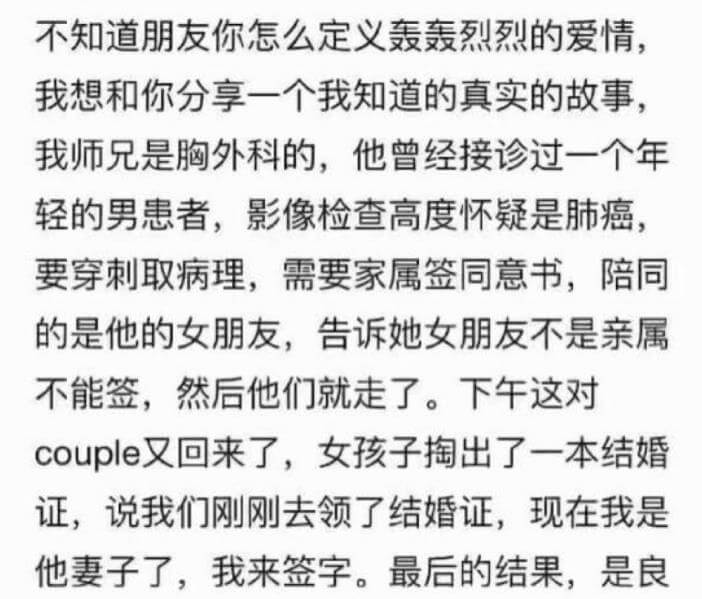 不知道朋友你怎么定义轰轰烈烈的爱情，
我想和你分享一个我知道的真实的故事，
我师兄是胸外科的，他曾经接诊过一个年
轻的男患者，影像检查高度怀疑是肺癌，
要穿刺取病理，需要家属签同意书，陪同
的是他的女朋友，告诉她女朋友不是亲属
不能签，然后他们就走了。下午这对
couple又回来了，女孩子掏出了一本结婚
证，说我们刚刚去领了结婚证，现在我是
他妻子了，我来签字。最后的结果，是良